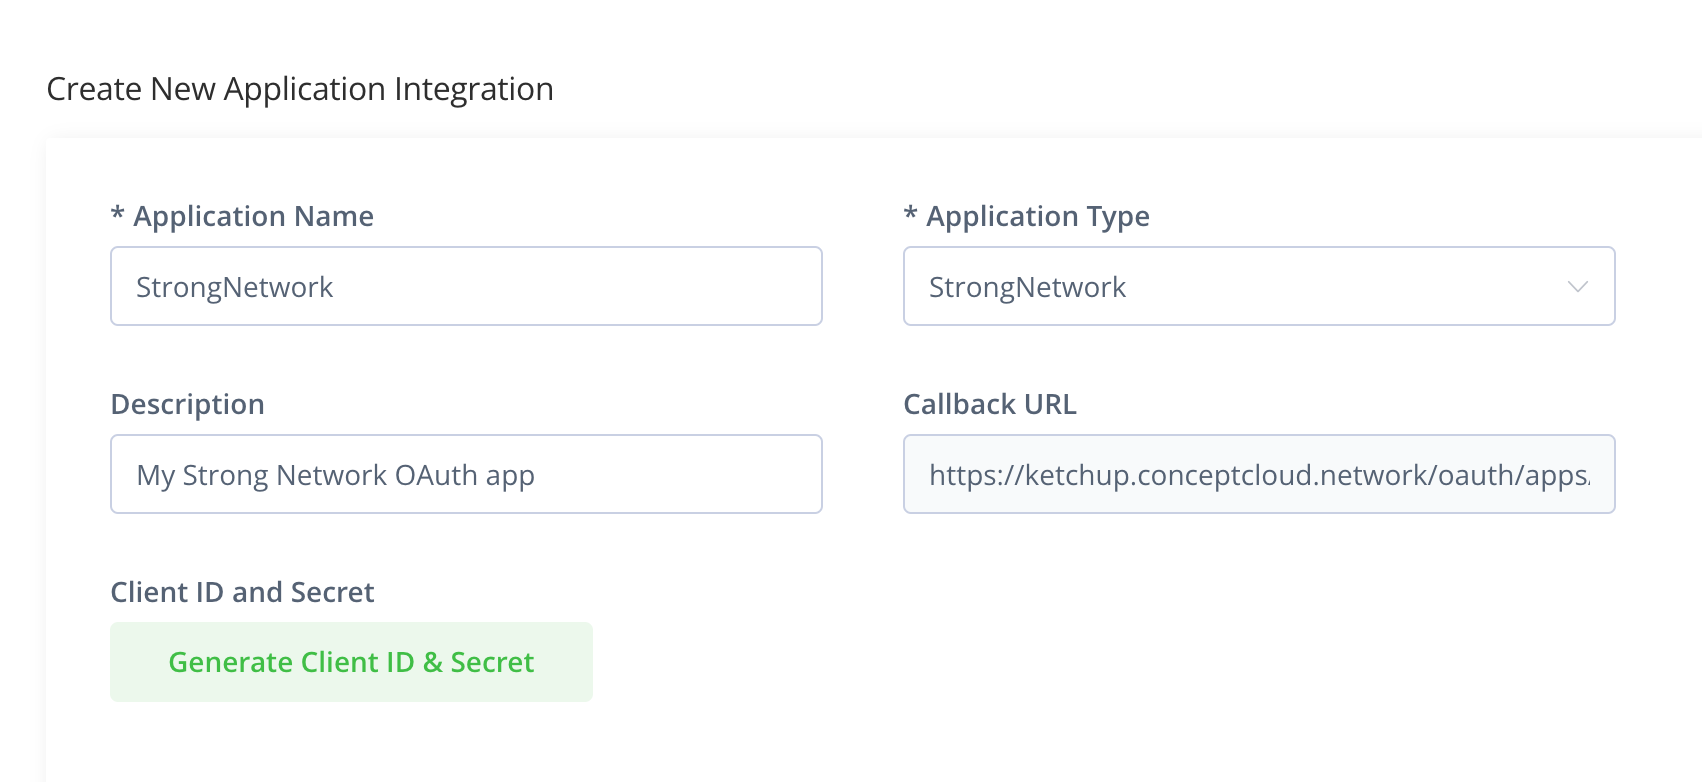 Create New Application Integration
* Application Name
* Application Type
StrongNetwork
StrongNetwork
Description
Callback URL
My Strong Network OAuth app
https://ketchup.conceptcloud.network/oauth/apps/
Client ID and Secret
Generate Client ID & Secret